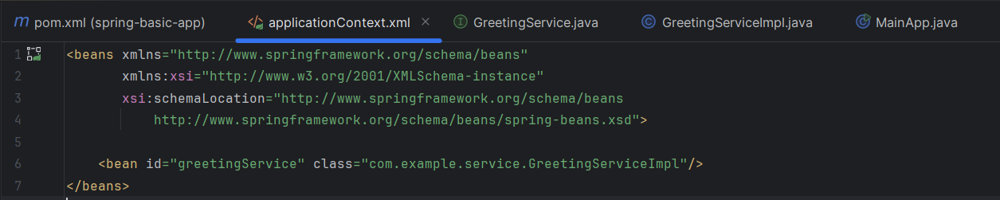 m pom.xml (spring-basic-app) </> applicationContext.xml × I GreetingService.java C GreetingServiceImpl.java C MainApp.java
1 <beans xmlns="http://www.springframework.org/schema/beans"
2 xmlns:xsi="http://www.w3.org/2001/XMLSchema-instance"
3 xsi:schemaLocation="http://www.springframework.org/schema/beans
4 http://www.springframework.org/schema/beans/spring-beans.xsd">
5
6 <bean id="greetingService" class="com.example.service.GreetingServiceImpl"/>
7 </beans>